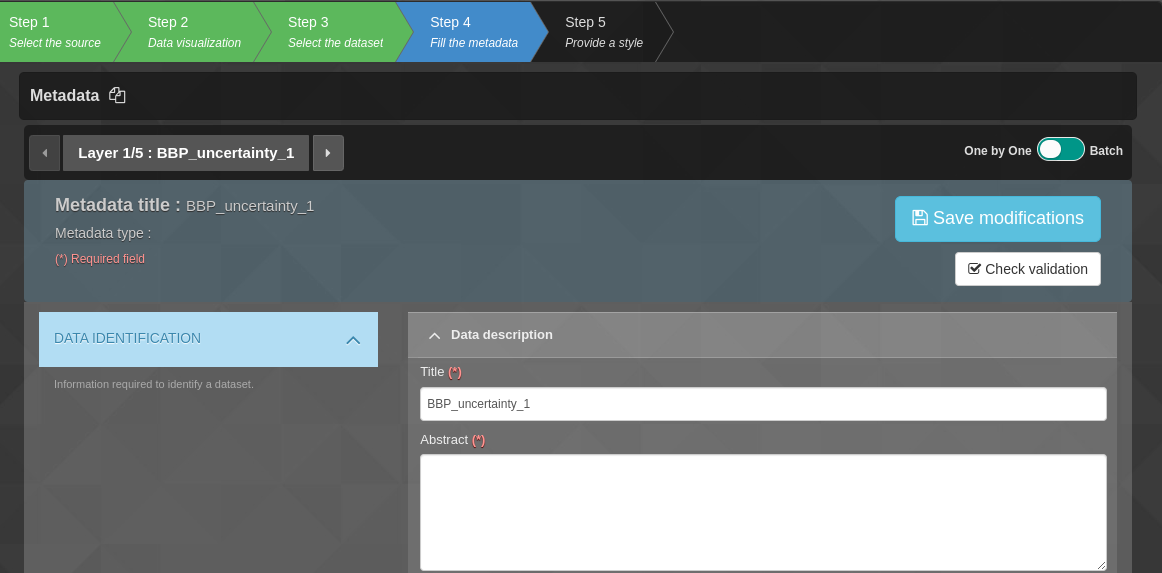 Step 1
Select the source
Step 2
Data visualization
Step 3
Select the dataset
Step 4
Fill the metadata
Step 5
Provide a style
Metadata
Layer 1/5 : BBP_uncertainty_1
One by One
Batch
Metadata title : BBP_uncertainty_1
Save modifications
Metadata type :
(*) Required field
Check validation
DATA IDENTIFICATION
Information required to identify a dataset.
Data description
Title (*)
BBP_uncertainty_1
Abstract (*)